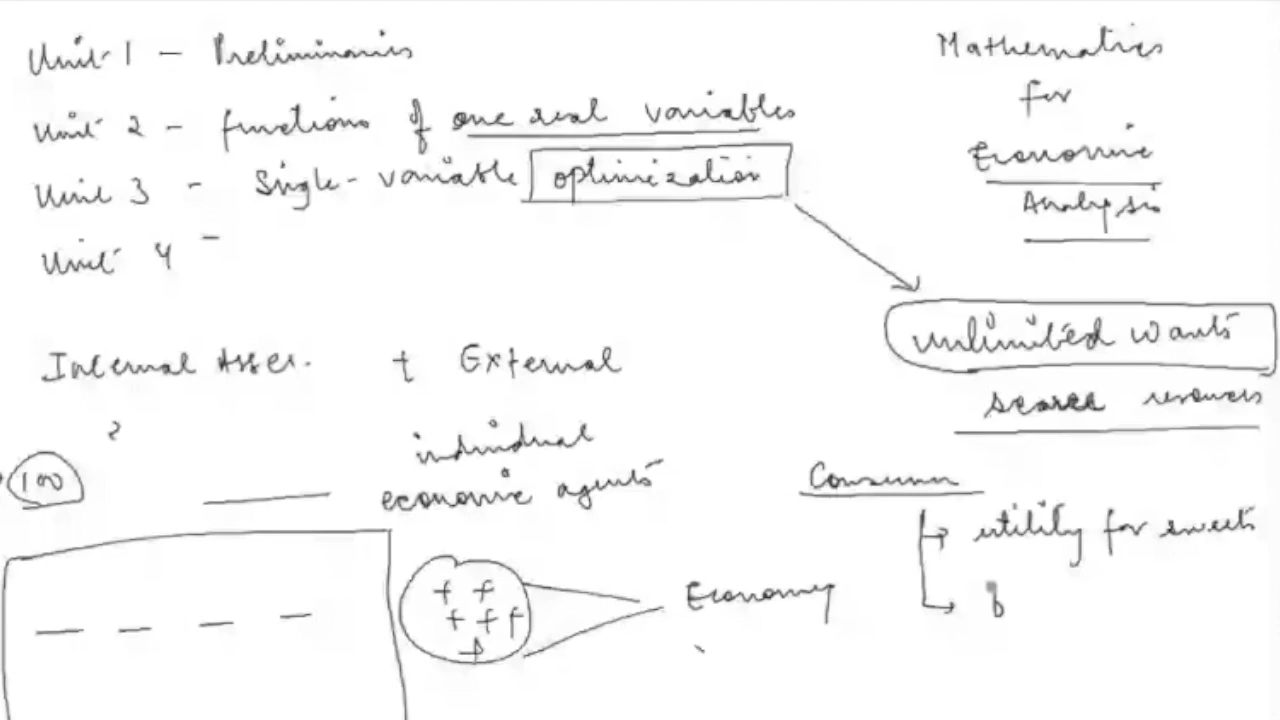 Unit 1 - Preliminaries
Unit 2 - functions of one real variables
Unit 3 - Single-variable optimization
Unit 4 -
Mathematics
for
Economic
Analysis
unlimited wants
scarce resources
Internal Asses. + External
2
100
individual
economic agents
Economy
Consumer
utility for sweets